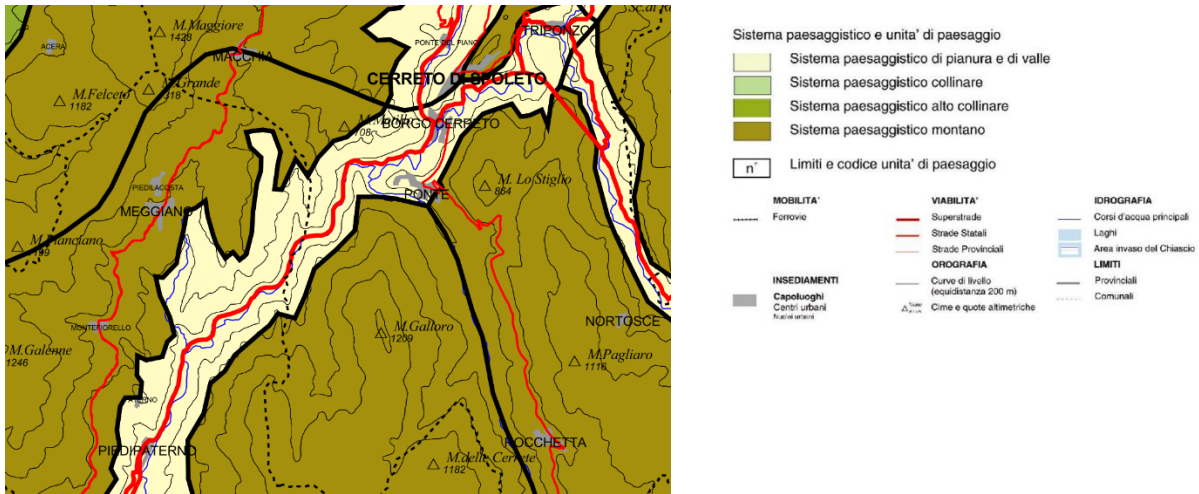 M.Maggiore
1428
ACERA
MACCHIA
M.Grande
M.Felceto
1182
PONTE DEL PIANO
TRIPONZO
CERRETO DI SPOLETO
BORGO CERRETO
PONTE
M. Lo Stiglio
864
PIEDILACOSTA
MEGGIANO
MONTEFIORELLO
M.Galenne
1246
M.Galloro
1209
NORTOSCE
M.Pagliaro
1116
PIEDIPATERNO
ROCCHETTA
M.delle Cerrete
1182
Sistema paesaggistico e unita' di paesaggio
Sistema paesaggistico di pianura e di valle
Sistema paesaggistico collinare
Sistema paesaggistico alto collinare
Sistema paesaggistico montano
n° Limiti e codice unita' di paesaggio
MOBILITA'
Ferrovie
INSEDIAMENTI
Capoluoghi
Centri urbani
Nuclei urbani
VIABILITA'
Superstrade
Strade Statali
Strade Provinciali
OROGRAFIA
Curve di livello
(equidistanza 200 m)
Cime e quote altimetriche
IDROGRAFIA
Corsi d'acqua principali
Laghi
Area invaso del Chiascio
LIMITI
Provinciali
Comunali